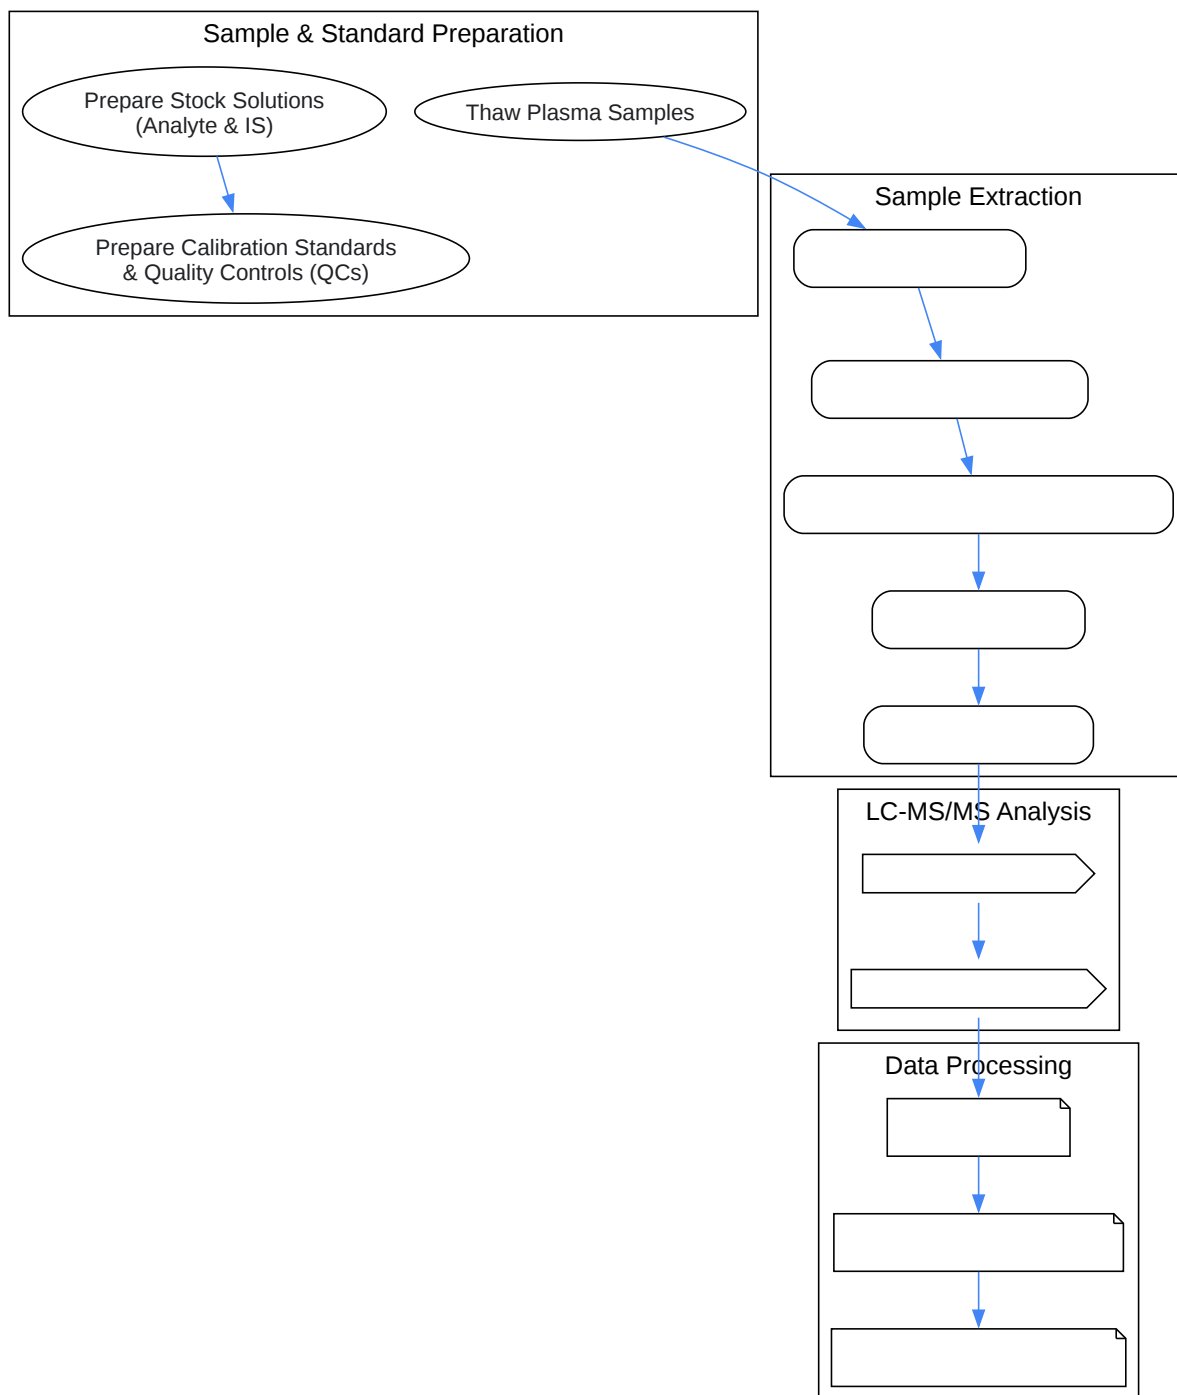 Sample & Standard Preparation
Prepare Stock Solutions
(Analyte & IS)
Thaw Plasma Samples
Prepare Calibration Standards
& Quality Controls (QCs)
Sample Extraction
LC-MS/MS Analysis
Data Processing